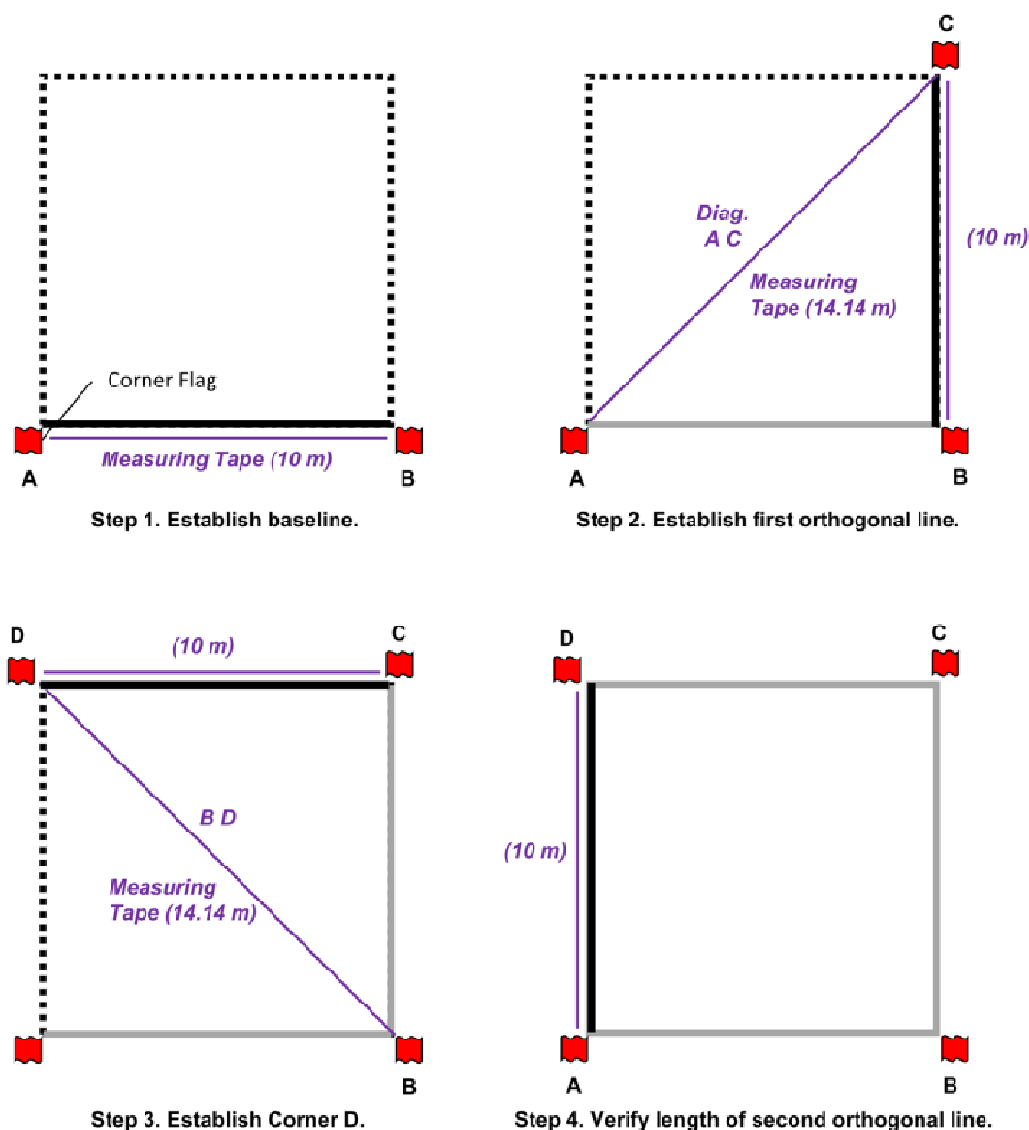 Corner Flag
A
Measuring Tape (10 m)
B
Step 1. Establish baseline.
C
Diag.
A C
(10 m)
Measuring
Tape (14.14 m)
A
B
Step 2. Establish first orthogonal line.
D
(10 m)
C
B D
Measuring
Tape (14.14 m)
B
Step 3. Establish Corner D.
D
C
(10 m)
A
B
Step 4. Verify length of second orthogonal line.